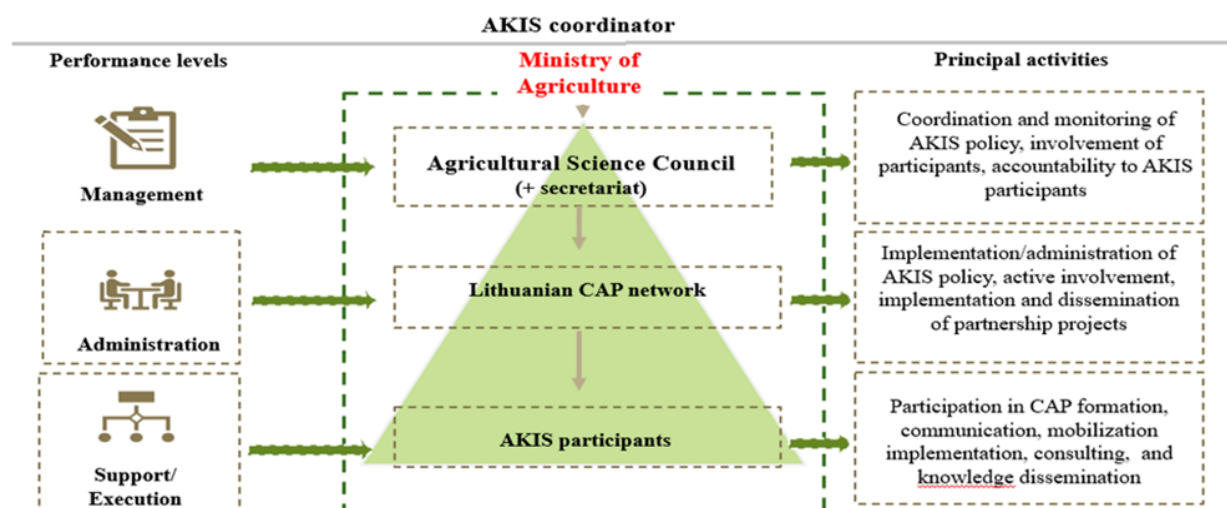 AKIS coordinator
Performance levels
Ministry of
Agriculture
Principal activities
Management
Agricultural Science Council
(+ secretariat)
Coordination and monitoring of
AKIS policy, involvement of
participants, accountability to AKIS
participants
Administration
Lithuanian CAP network
Implementation/administration of
AKIS policy, active involvement,
implementation and dissemination
of partnership projects
Support/
Execution
AKIS participants
Participation in CAP formation,
communication, mobilization
implementation, consulting, and
knowledge dissemination